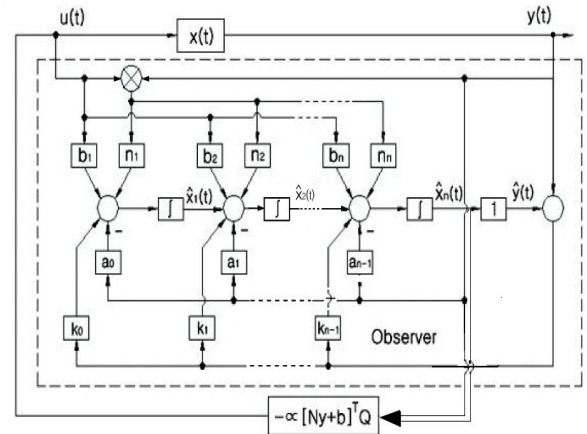 u(t) y(t)
x(t)
b₁ n₁ b₂ n₂ bₙ nₙ
x̂₁(t) x̂₂(t) x̂ₙ(t) ŷ(t)
∫ ∫ ∫ 1
− − −
a₀ a₁ aₙ₋₁
k₀ k₁ kₙ₋₁ Observer
-∝ [Ny+b]ᵀQ